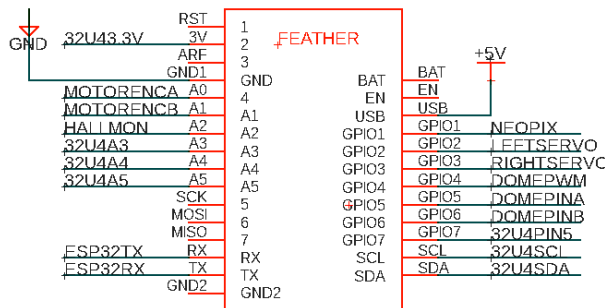 RST 1
GND 32U43.3V 3V 2 FEATHER
ARF 3 +5V
GND1 GND BAT BAT
MOTORENCA A0 4 EN EN
MOTORENCB A1 A1 USB USB
HALLMON A2 A2 GPIO1 GPIO1 NEOPIX
32U4A3 A3 A3 GPIO2 GPIO2 LEFTSERVO
32U4A4 A4 A4 GPIO3 GPIO3 RIGHTSERVO
32U4A5 A5 A5 GPIO4 GPIO4 DOMEPWM
SCK 5 GPIO5 GPIO5 DOMEPINA
MOSI 6 GPIO6 GPIO6 DOMEPINB
MISO 7 GPIO7 GPIO7 32U4PIN5
ESP32TX RX RX SCL SCL 32U4SCL
ESP32RX TX TX SDA SDA 32U4SDA
GND2 GND2